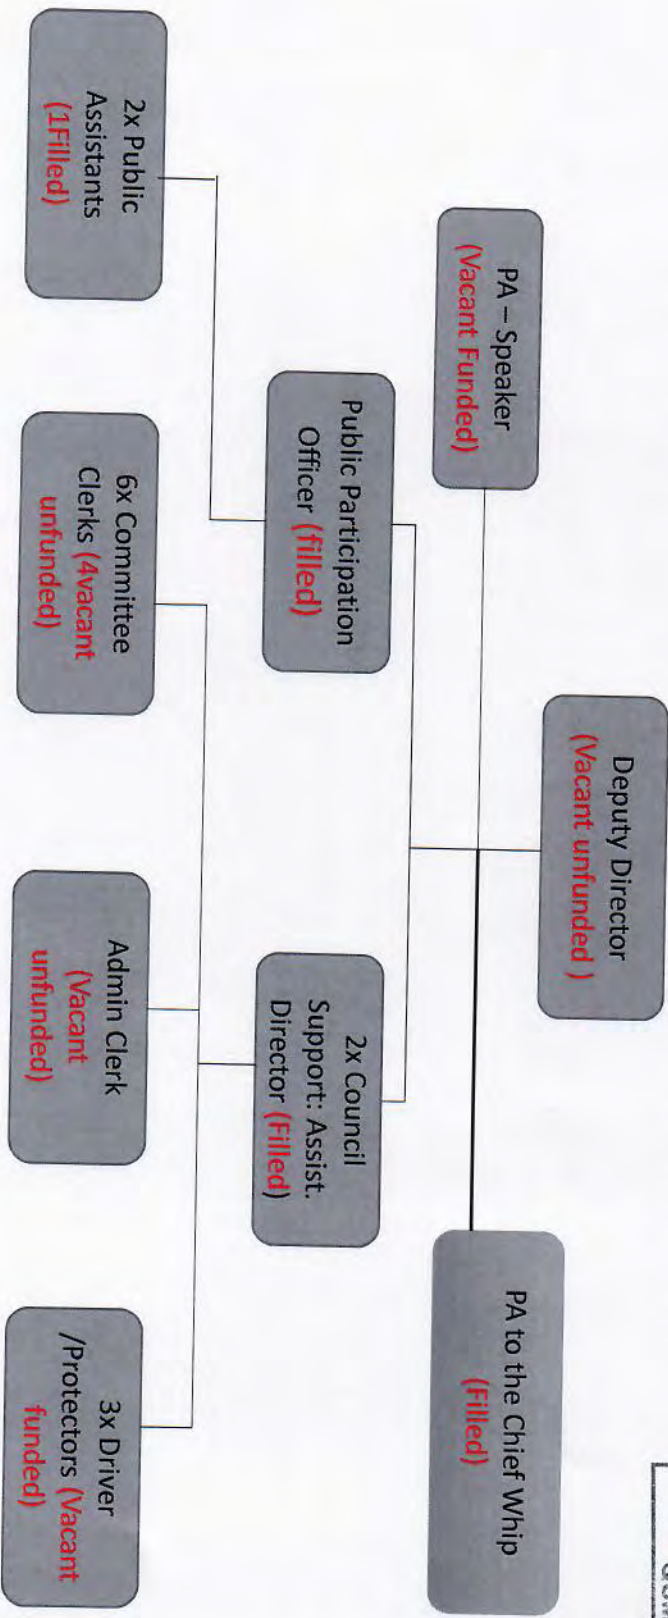 Deputy Director
(Vacant unfunded )
PA – Speaker
(Vacant Funded)
PA to the Chief Whip
(Filled)
Public Participation
Officer (filled)
2x Council
Support: Assist.
Director (Filled)
2x Public
Assistants
(1Filled)
6x Committee
Clerks (4vacant
unfunded)
Admin Clerk
(Vacant
unfunded)
3x Driver
/Protectors (Vacant
funded)